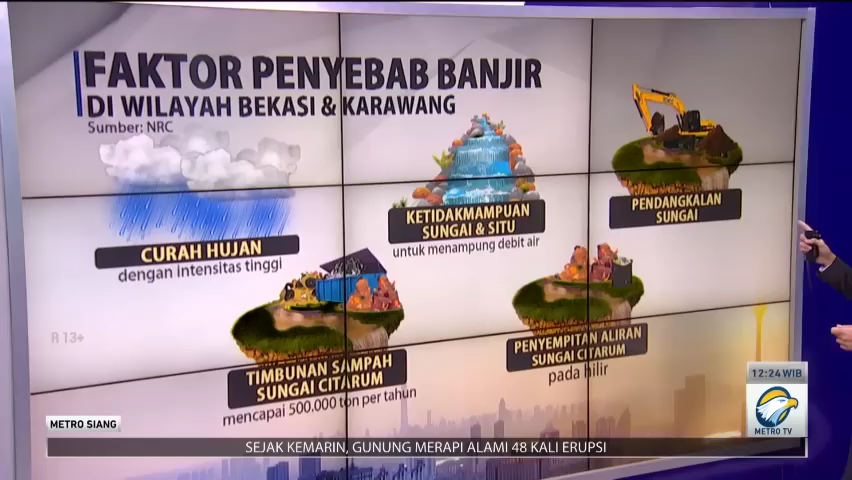 FAKTOR PENYEBAB BANJIR
DI WILAYAH BEKASI & KARAWANG
Sumber: NRC
CURAH HUJAN
dengan intensitas tinggi
KETIDAKMAMPUAN
SUNGAI & SITU
untuk menampung debit air
PENDANGKALAN
SUNGAI
TIMBUNAN SAMPAH
SUNGAI CITARUM
mencapai 500.000 ton per tahun
PENYEMPITAN ALIRAN
SUNGAI CITARUM
pada hilir
R 13+
12:24 WIB
METRO TV
METRO SIANG
SEJAK KEMARIN, GUNUNG MERAPI ALAMI 48 KALI ERUPSI